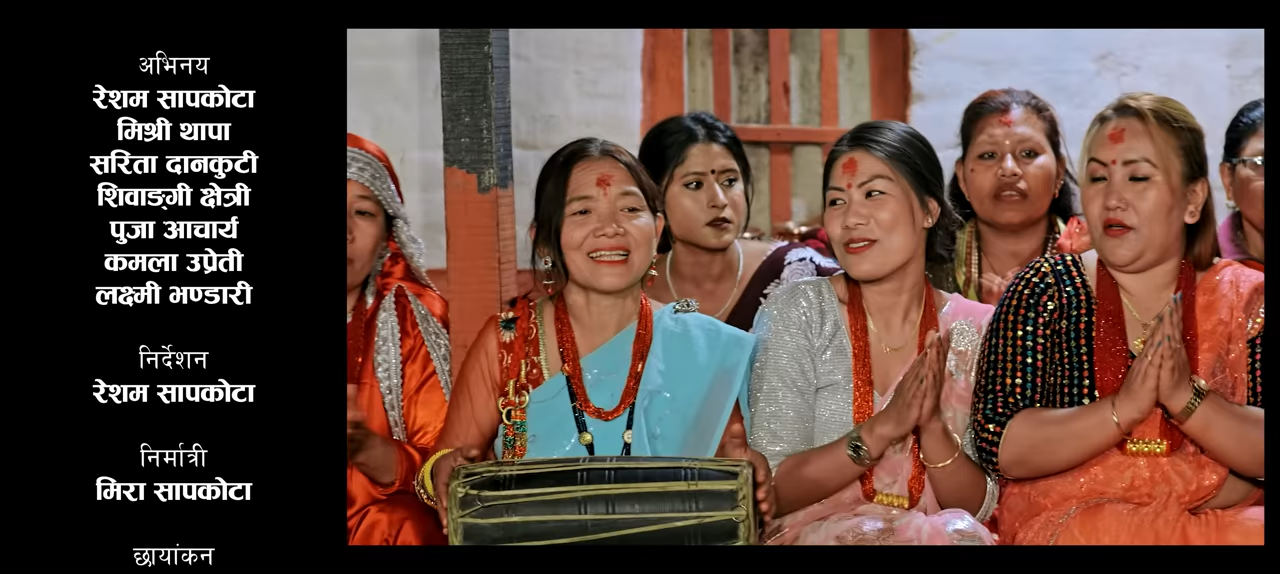 अभिनय
रेशम सापकोटा
मिश्री थापा
सरिता दानकुटी
शिवाङ्गी क्षेत्री
पुजा आचार्य
कमला उप्रेती
लक्ष्मी भण्डारी
निर्देशन
रेशम सापकोटा
निर्मात्री
मिरा सापकोटा
छायांकन